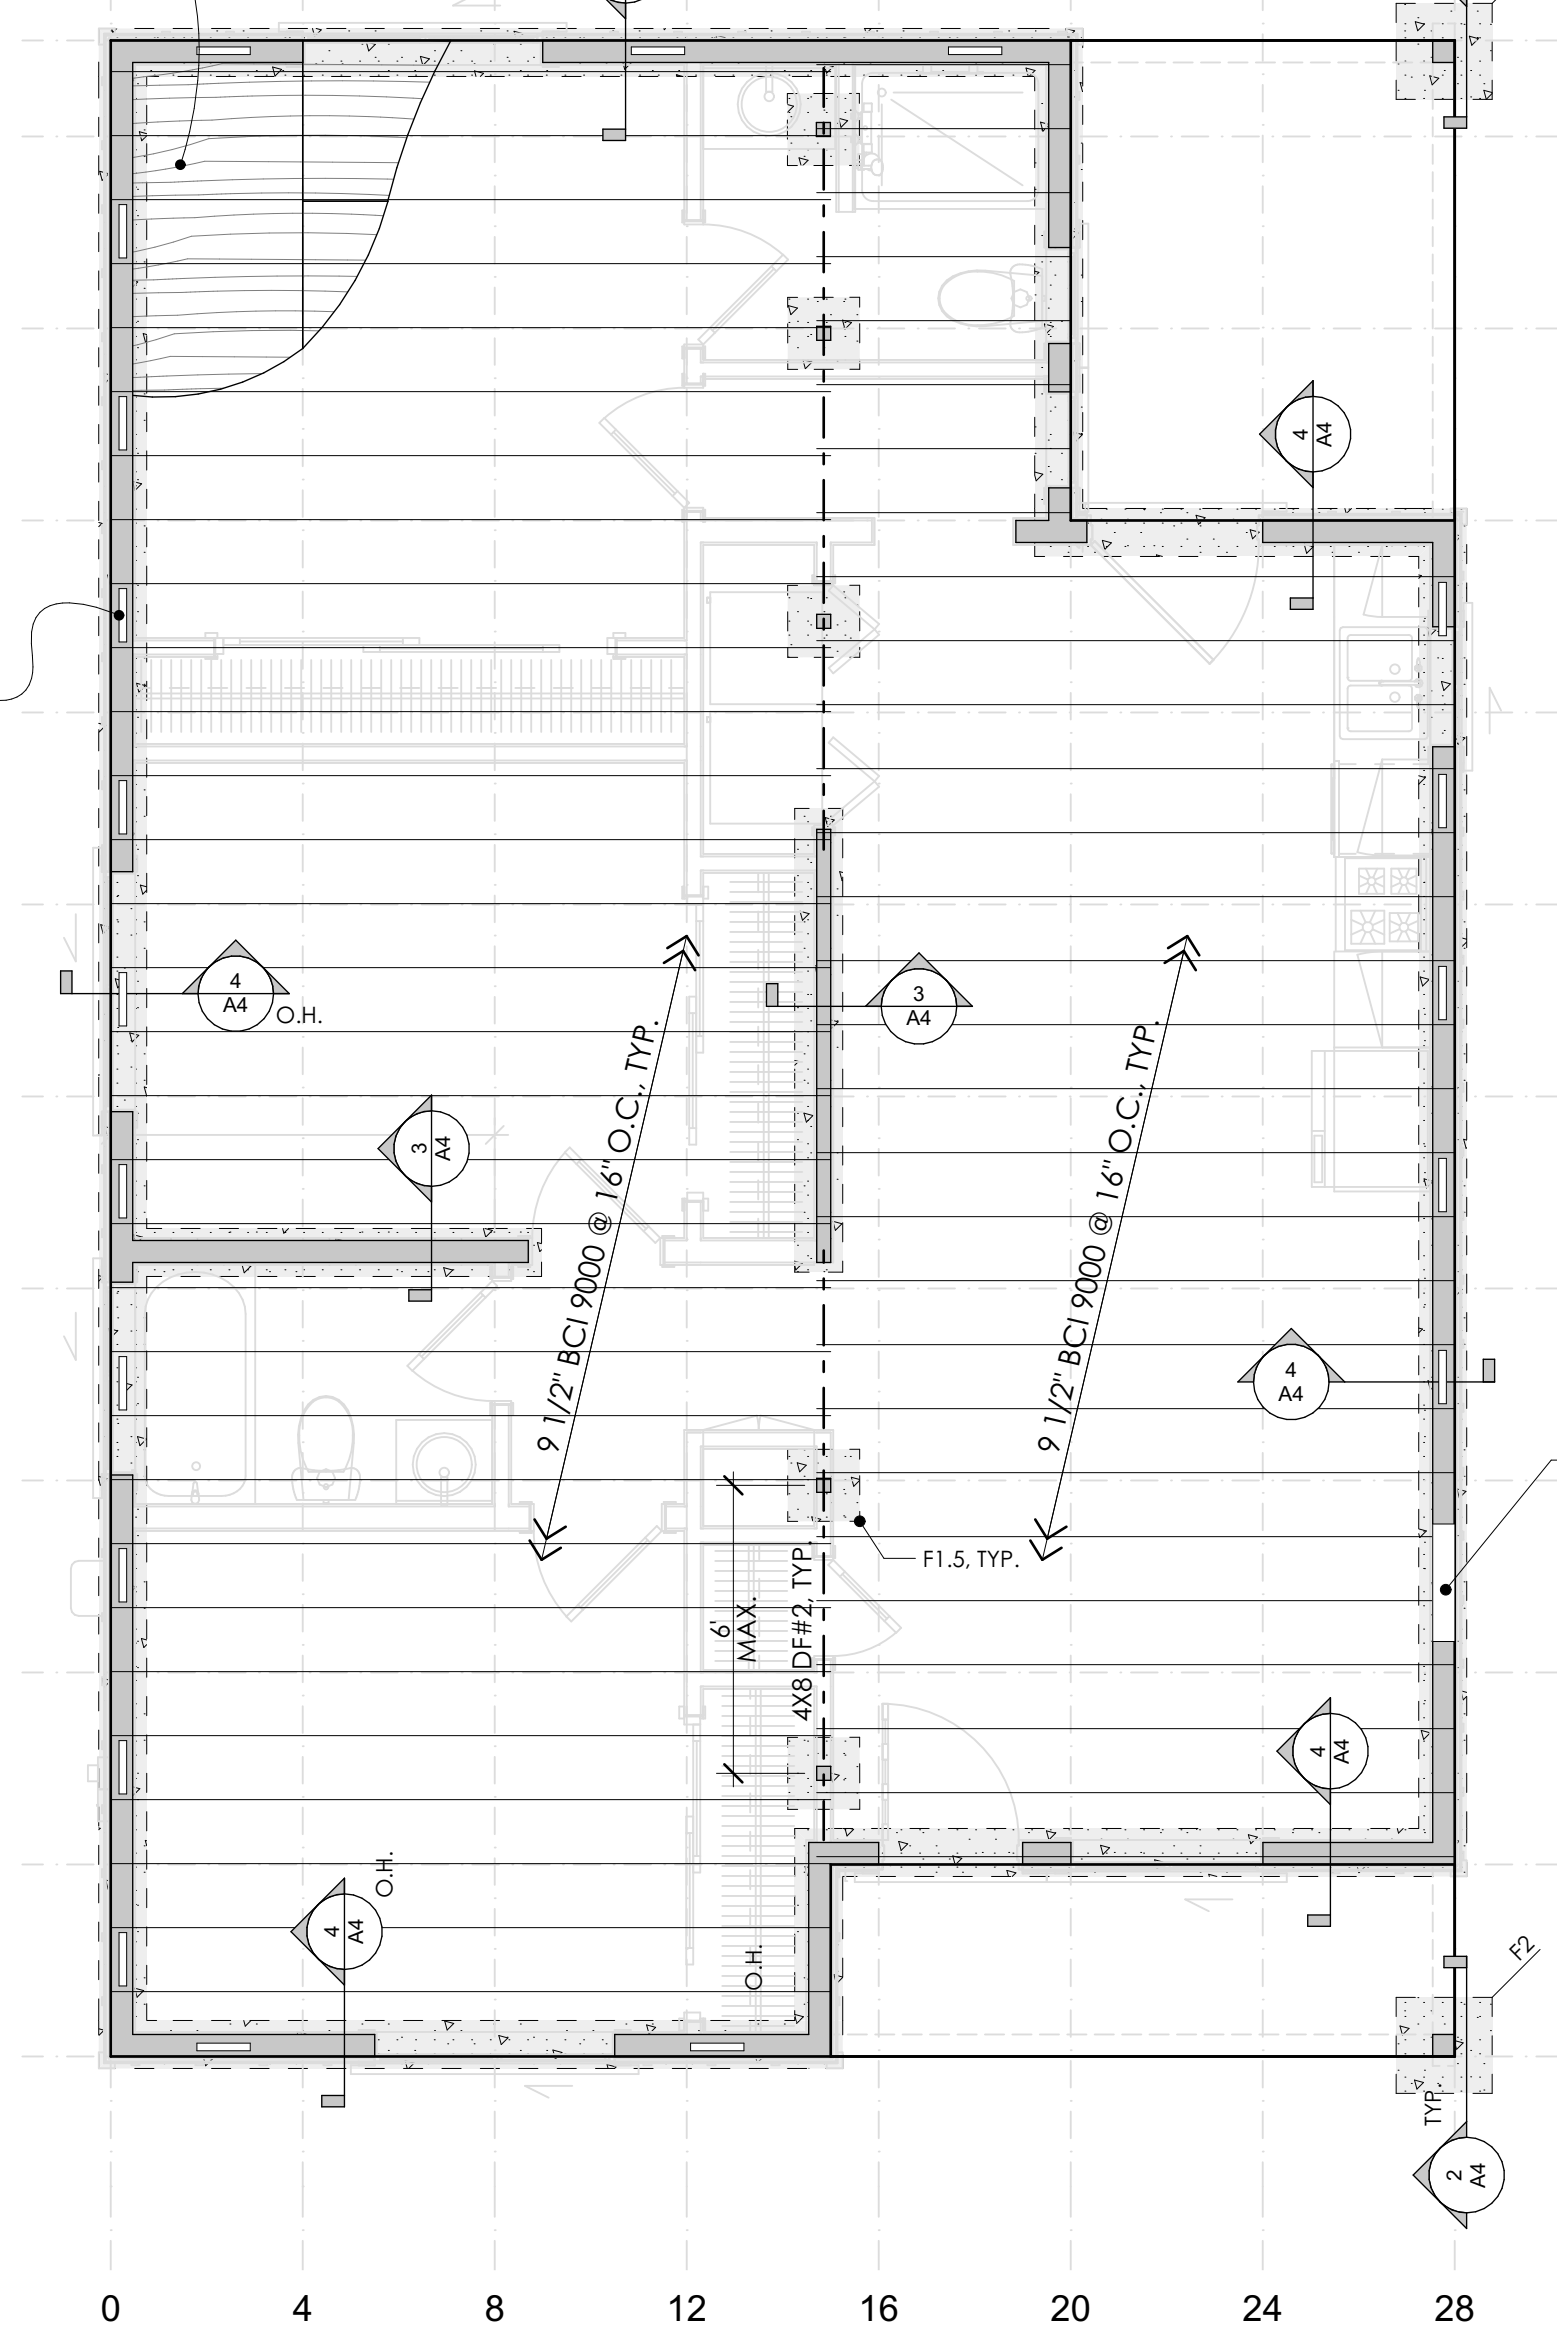 4
A4
4
A4
O.H.
3
A4
3
A4
9 1/2" BCI 9000 @ 16" O.C., TYP.
9 1/2" BCI 9000 @ 16" O.C., TYP.
4
A4
6'
MAX.
4X8 DF#2, TYP.
F1.5, TYP.
4
A4
4
A4
O.H.
O.H.
F2
TYP.
2
A4
0 4 8 12 16 20 24 28